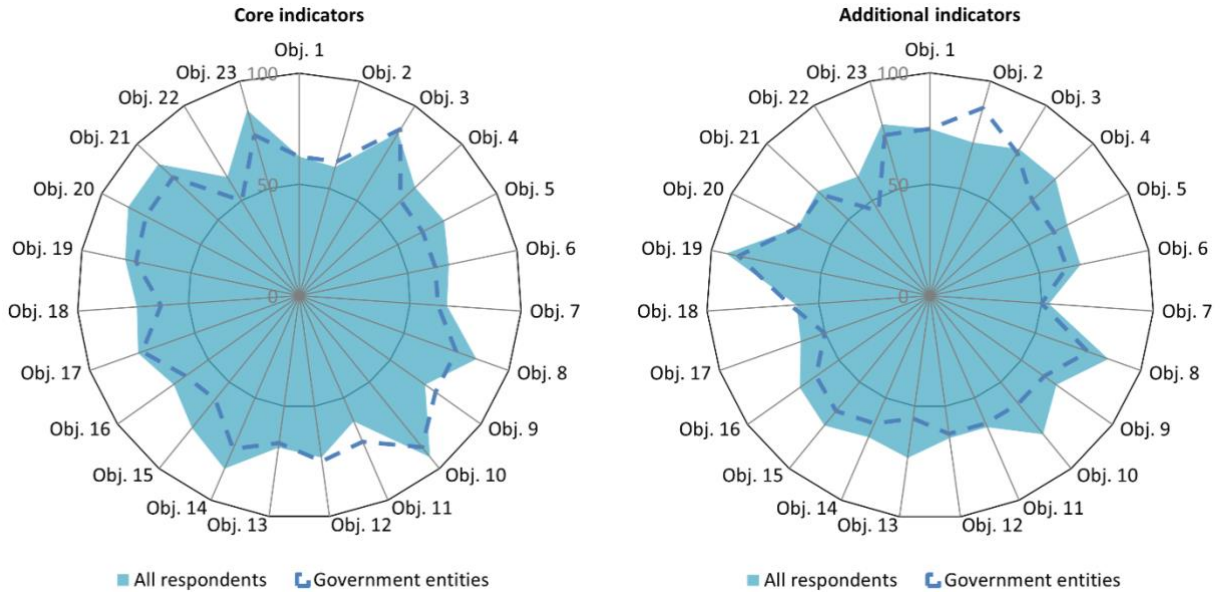 Core indicators
Obj. 1
100
Obj. 2
Obj. 3
Obj. 4
Obj. 5
Obj. 6
Obj. 7
Obj. 8
Obj. 9
Obj. 10
Obj. 11
Obj. 12
Obj. 13
Obj. 14
Obj. 15
Obj. 16
Obj. 17
Obj. 18
Obj. 19
Obj. 20
Obj. 21
Obj. 22
Obj. 23
50
0
All respondents
Government entities
Additional indicators
Obj. 1
100
Obj. 2
Obj. 3
Obj. 4
Obj. 5
Obj. 6
Obj. 7
Obj. 8
Obj. 9
Obj. 10
Obj. 11
Obj. 12
Obj. 13
Obj. 14
Obj. 15
Obj. 16
Obj. 17
Obj. 18
Obj. 19
Obj. 20
Obj. 21
Obj. 22
Obj. 23
50
0
All respondents
Government entities